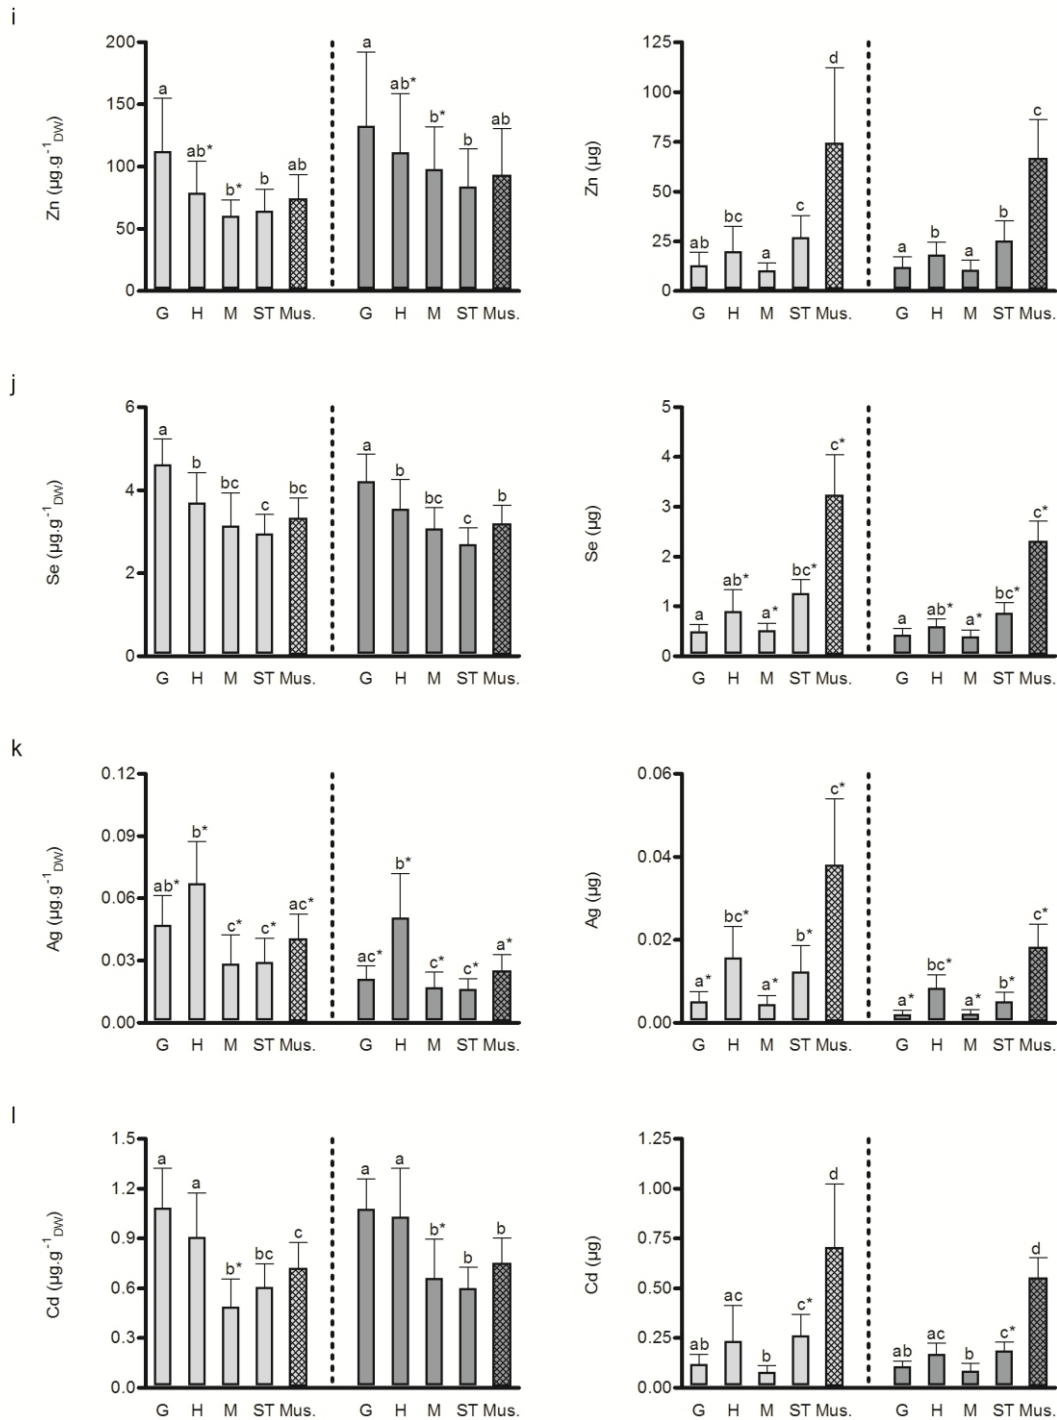 i
Zn (µg.g⁻¹DW)
200
150
100
50
0
a
ab*
b*
b
ab
a
ab*
b*
b
ab
G H M ST Mus. G H M ST Mus.
Zn (µg)
125
100
75
50
25
0
ab
bc
a
c
d
a
b
a
b
c
G H M ST Mus. G H M ST Mus.
j
Se (µg.g⁻¹DW)
6
4
2
0
a
b
bc
c
bc
a
b
bc
c
b
G H M ST Mus. G H M ST Mus.
Se (µg)
5
4
3
2
1
0
a
ab*
a*
bc*
c*
a
ab*
a*
bc*
c*
G H M ST Mus. G H M ST Mus.
k
Ag (µg.g⁻¹DW)
0.12
0.09
0.06
0.03
0.00
ab*
b*
c*
c*
ac*
ac*
b*
c*
c*
a*
G H M ST Mus. G H M ST Mus.
Ag (µg)
0.06
0.04
0.02
0.00
a*
bc*
a*
b*
c*
a*
bc*
a*
b*
c*
G H M ST Mus. G H M ST Mus.
l
Cd (µg.g⁻¹DW)
1.5
1.2
0.9
0.6
0.3
0.0
a
a
b*
bc
c
a
a
b*
b
b
G H M ST Mus. G H M ST Mus.
Cd (µg)
1.25
1.00
0.75
0.50
0.25
0.00
ab
ac
b
c*
d
ab
ac
b
c*
d
G H M ST Mus. G H M ST Mus.